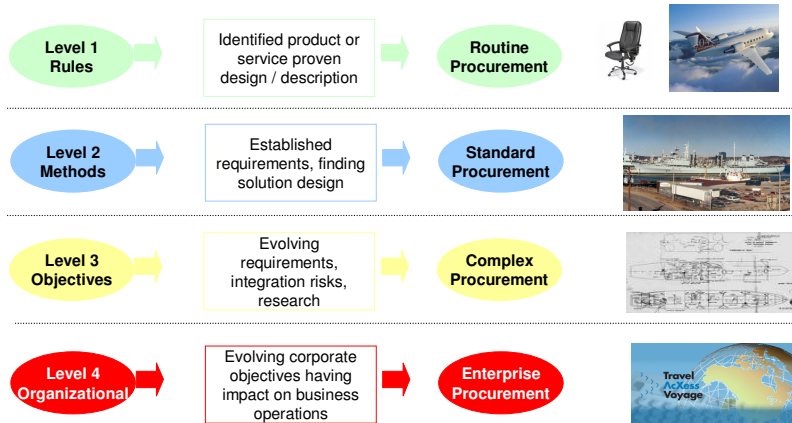 Level 1
Rules
Identified product or
service proven
design / description
Routine
Procurement
Level 2
Methods
Established
requirements, finding
solution design
Standard
Procurement
Level 3
Objectives
Evolving
requirements,
integration risks,
research
Complex
Procurement
Level 4
Organizational
Evolving corporate
objectives having
impact on business
operations
Enterprise
Procurement
Travel
AcXess
Voyage